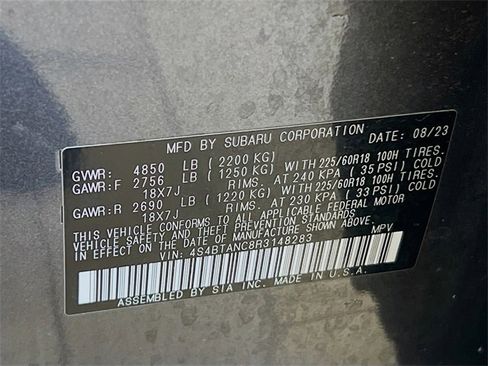 MFD BY SUBARU CORPORATION DATE: 08/23
GVWR: 4850 LB (2200 KG)
GAWR:F 2756 LB (1250 KG) WITH 225/60R18 100H TIRES,
18X7J RIMS, AT 240 KPA (35 PSI) COLD
GAWR:R 2690 LB (1220 KG) WITH 225/60R18 100H TIRES,
18X7J RIMS, AT 230 KPA (33 PSI) COLD
THIS VEHICLE CONFORMS TO ALL APPLICABLE FEDERAL MOTOR
VEHICLE SAFETY AND THEFT PREVENTION STANDARDS
IN EFFECT ON THE DATE OF MANUFACTURE SHOWN ABOVE.
VIN: 4S4BTANC8R3148283 MPV
ASSEMBLED BY SIA INC. MADE IN U.S.A.